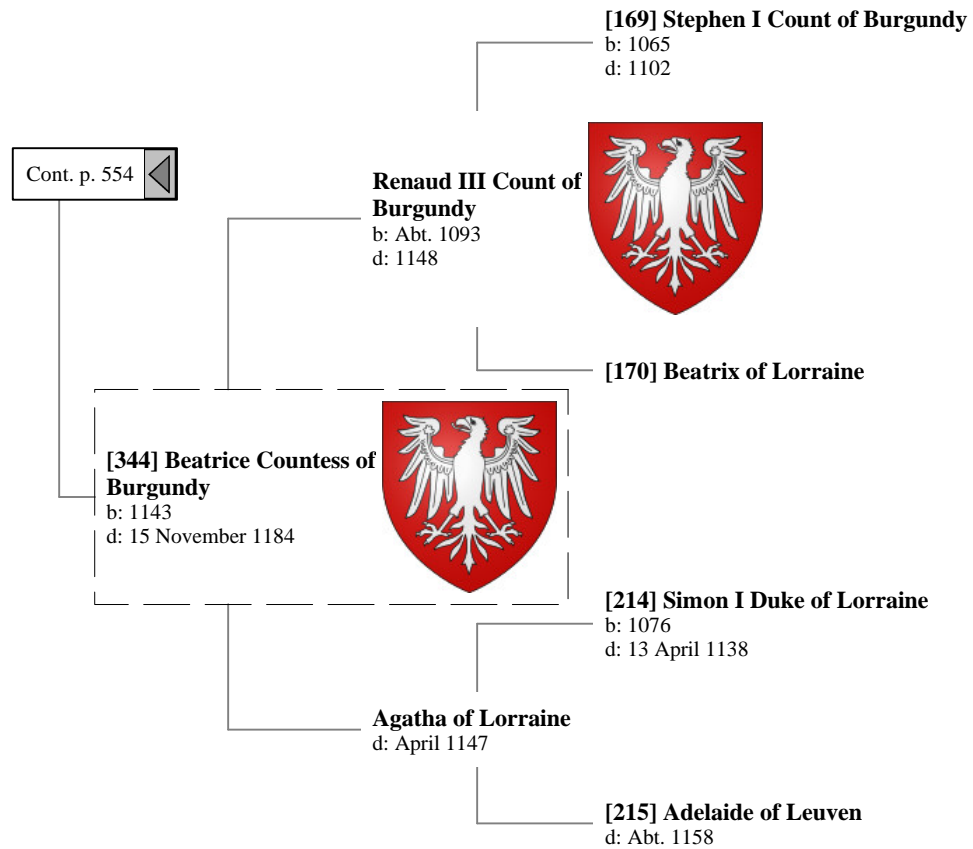 [169] Stephen I Count of Burgundy
b: 1065
d: 1102
Cont. p. 554
Renaud III Count of
Burgundy
b: Abt. 1093
d: 1148
[170] Beatrix of Lorraine
[344] Beatrice Countess of
Burgundy
b: 1143
d: 15 November 1184
[214] Simon I Duke of Lorraine
b: 1076
d: 13 April 1138
Agatha of Lorraine
d: April 1147
[215] Adelaide of Leuven
d: Abt. 1158